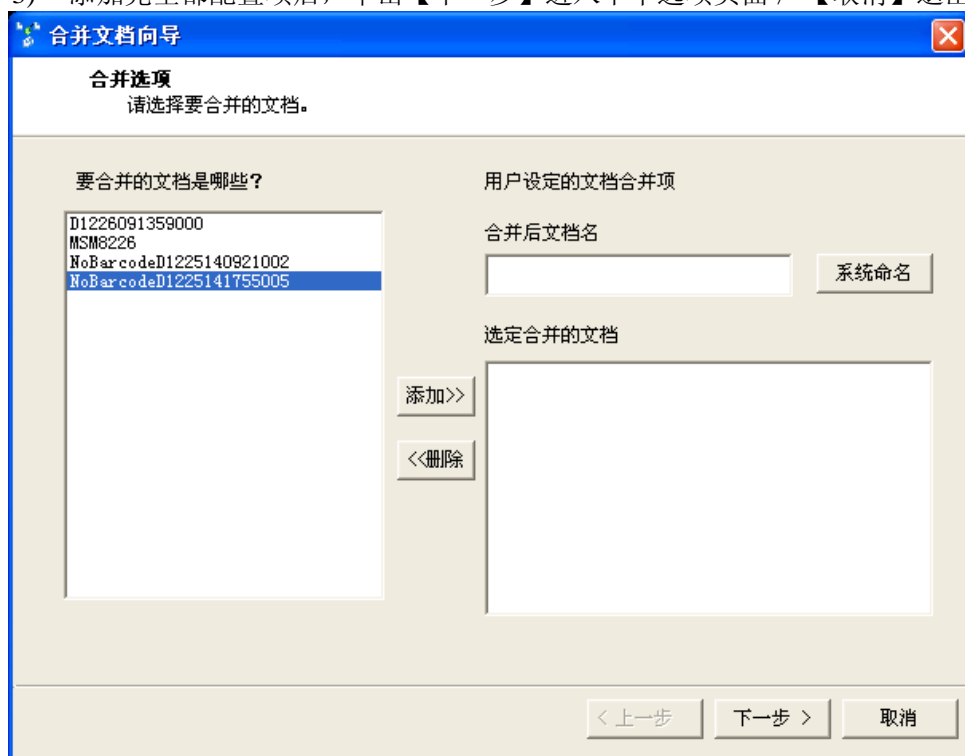 合并文档向导
合并选项
请选择要合并的文档。
要合并的文档是哪些?
D1226091359000
MSM8226
NoBarcodeD1225140921002
NoBarcodeD1225141755005
添加>>
<<删除
用户设定的文档合并项
合并后文档名
系统命名
选定合并的文档
< 上一步
下一步 >
取消